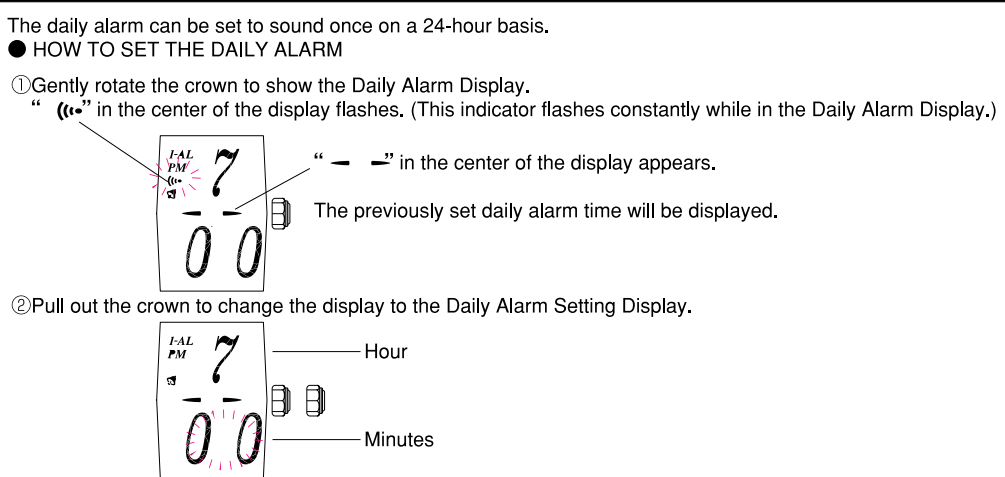 The daily alarm can be set to sound once on a 24-hour basis.
● HOW TO SET THE DAILY ALARM
①Gently rotate the crown to show the Daily Alarm Display.
“ ” in the center of the display flashes. (This indicator flashes constantly while in the Daily Alarm Display.)
I-AL
PM
7
“ – –” in the center of the display appears.
– –
The previously set daily alarm time will be displayed.
00
②Pull out the crown to change the display to the Daily Alarm Setting Display.
I-AL
PM
7
Hour
– –
00
Minutes